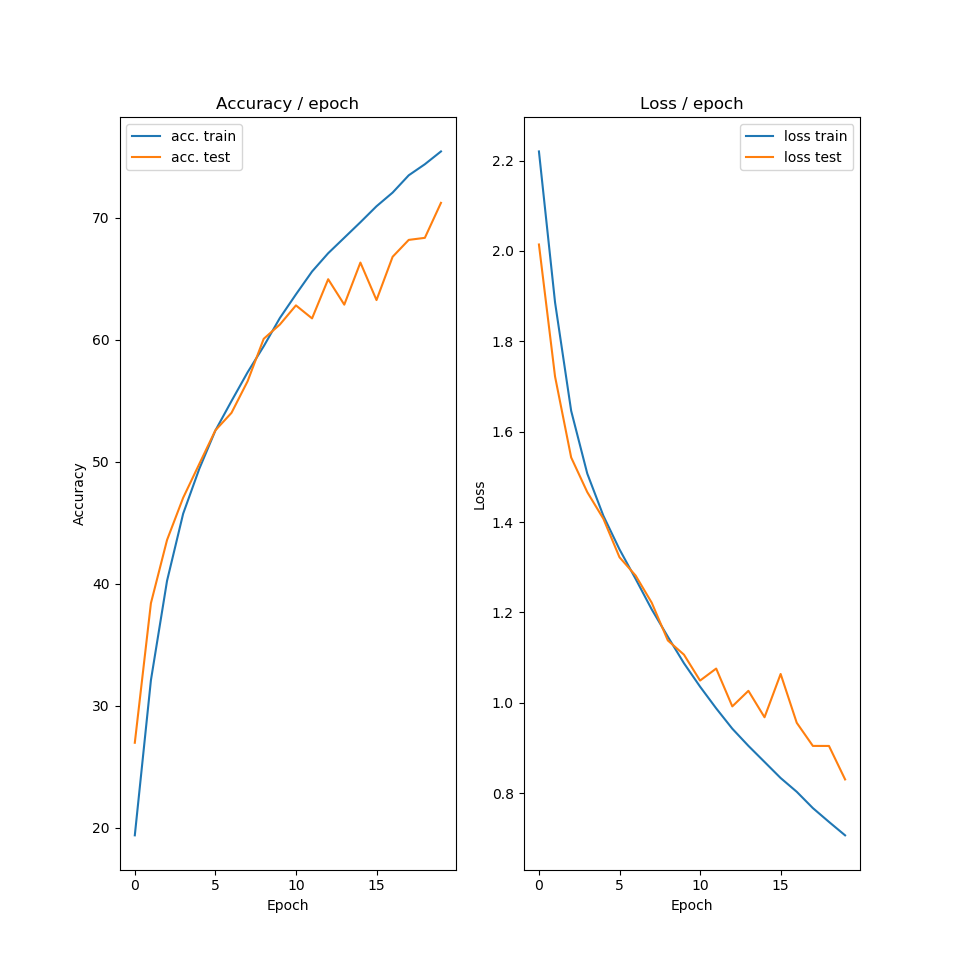 Accuracy / epoch
acc. train
acc. test
70
60
50
40
30
20
Accuracy
0 5 10 15
Epoch
Loss / epoch
loss train
loss test
2.2
2.0
1.8
1.6
1.4
1.2
1.0
0.8
Loss
0 5 10 15
Epoch